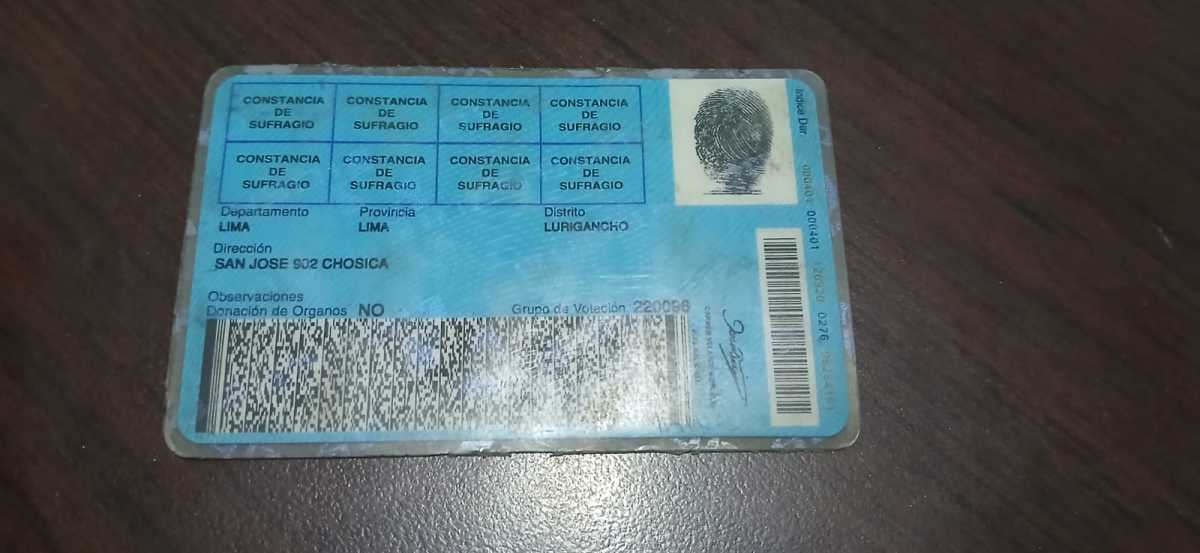 CONSTANCIA DE SUFRAGIO
CONSTANCIA DE SUFRAGIO
CONSTANCIA DE SUFRAGIO
CONSTANCIA DE SUFRAGIO
CONSTANCIA DE SUFRAGIO
CONSTANCIA DE SUFRAGIO
CONSTANCIA DE SUFRAGIO
CONSTANCIA DE SUFRAGIO
Departamento Provincia Distrito
LIMA LIMA LURIGANCHO
Dirección
SAN JOSE 902 CHOSICA
Observaciones
Donación de Organos NO Grupo de Votación 220096
Indice Der
000401 0276